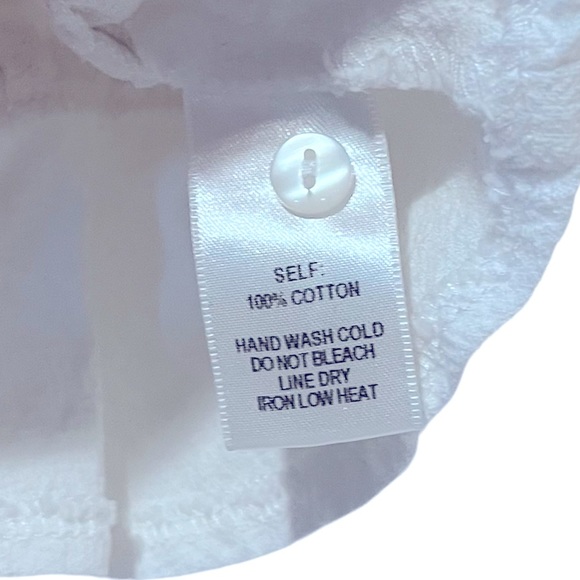 SELF:
100% COTTON
HAND WASH COLD
DO NOT BLEACH
LINE DRY
IRON LOW HEAT